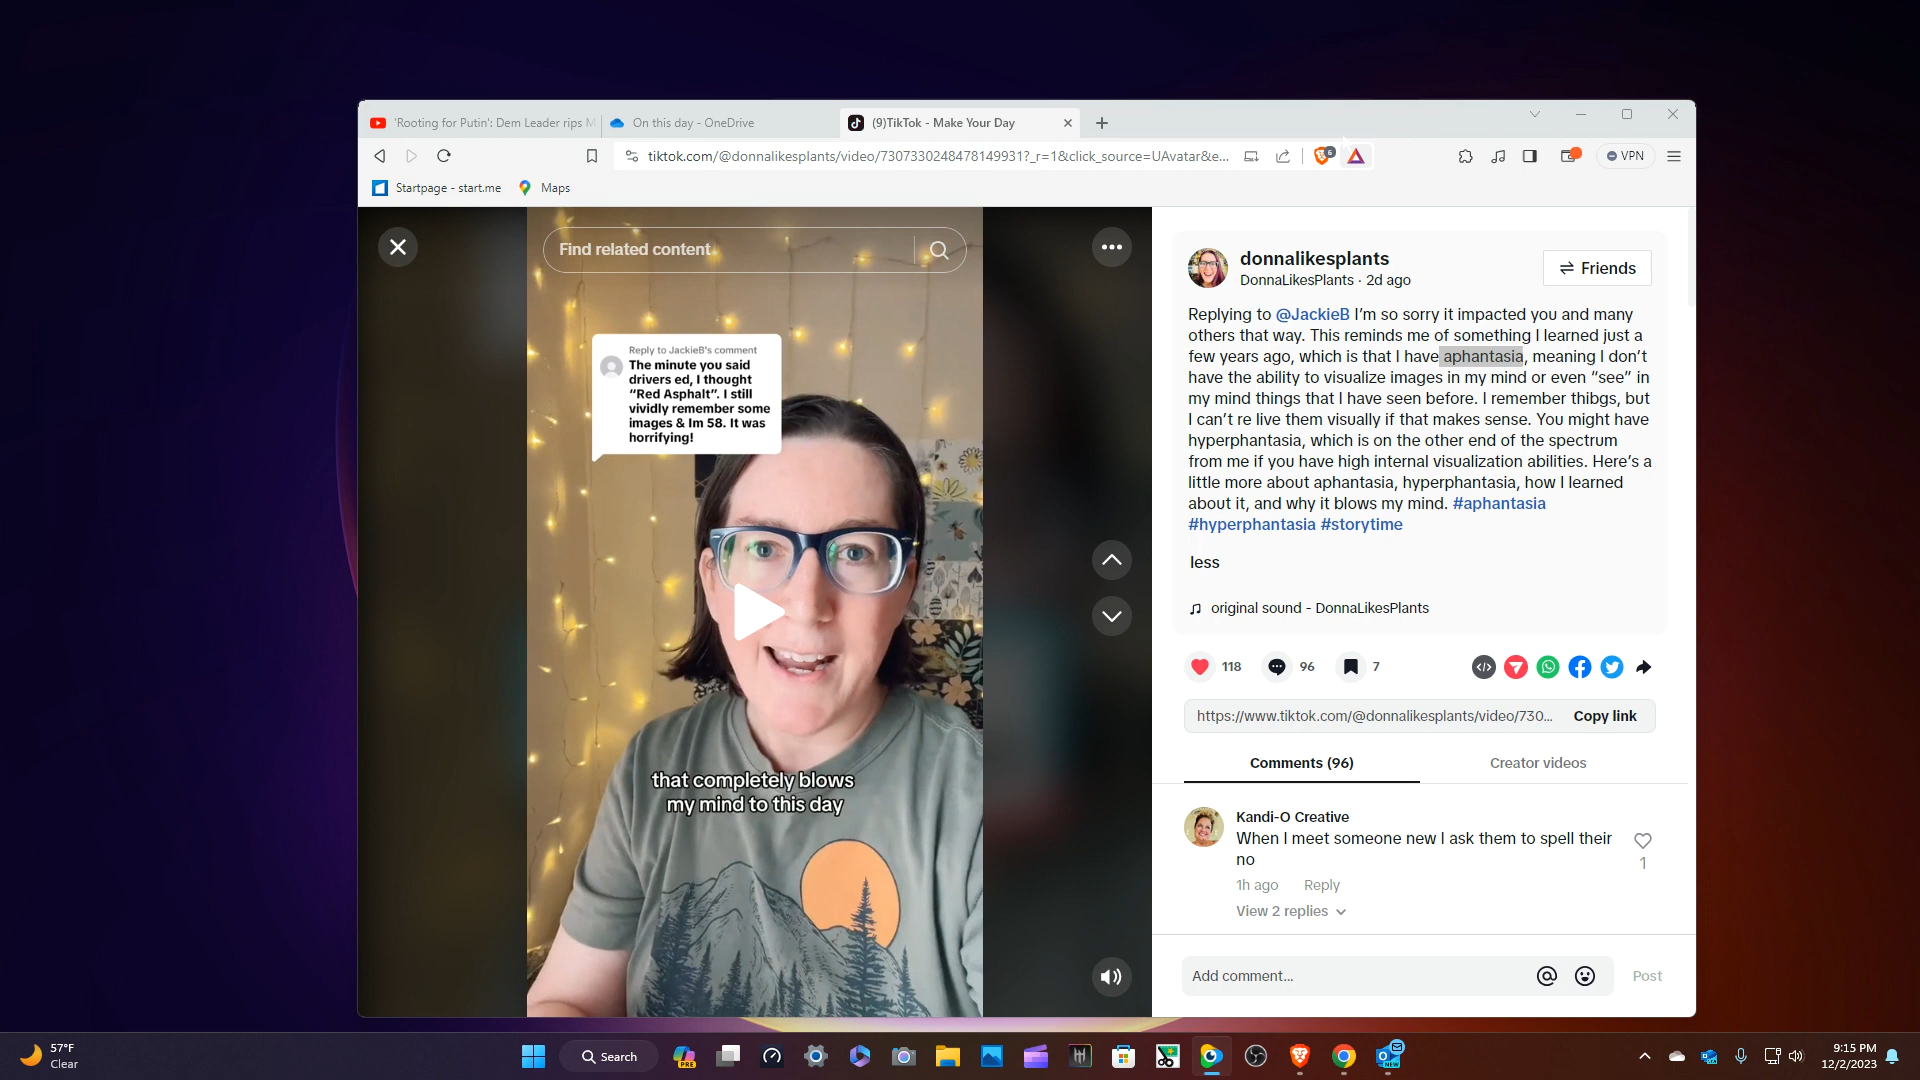 'Rooting for Putin': Dem Leader rips M
On this day - OneDrive
(9)TikTok - Make Your Day
tiktok.com/@donnalikesplants/video/7307330248478149931?_r=1&click_source=UAvatar&e...
6
VPN
Startpage - start.me
Maps
Find related content
Reply to JackieB's comment
The minute you said
drivers ed, I thought
“Red Asphalt”. I still
vividly remember some
images & Im 58. It was
horrifying!
that completely blows
my mind to this day
donnalikesplants
DonnaLikesPlants · 2d ago
Friends
Replying to @JackieB I’m so sorry it impacted you and many
others that way. This reminds me of something I learned just a
few years ago, which is that I have aphantasia, meaning I don’t
have the ability to visualize images in my mind or even “see” in
my mind things that I have seen before. I remember thibgs, but
I can’t re live them visually if that makes sense. You might have
hyperphantasia, which is on the other end of the spectrum
from me if you have high internal visualization abilities. Here’s a
little more about aphantasia, hyperphantasia, how I learned
about it, and why it blows my mind. #aphantasia
#hyperphantasia #storytime
less
original sound - DonnaLikesPlants
118
96
7
https://www.tiktok.com/@donnalikesplants/video/730...
Copy link
Comments (96)
Creator videos
Kandi-O Creative
When I meet someone new I ask them to spell their
no
1
1h ago
Reply
View 2 replies
Add comment...
Post
57°F
Clear
Search
PRE
NEW
9:15 PM
12/2/2023